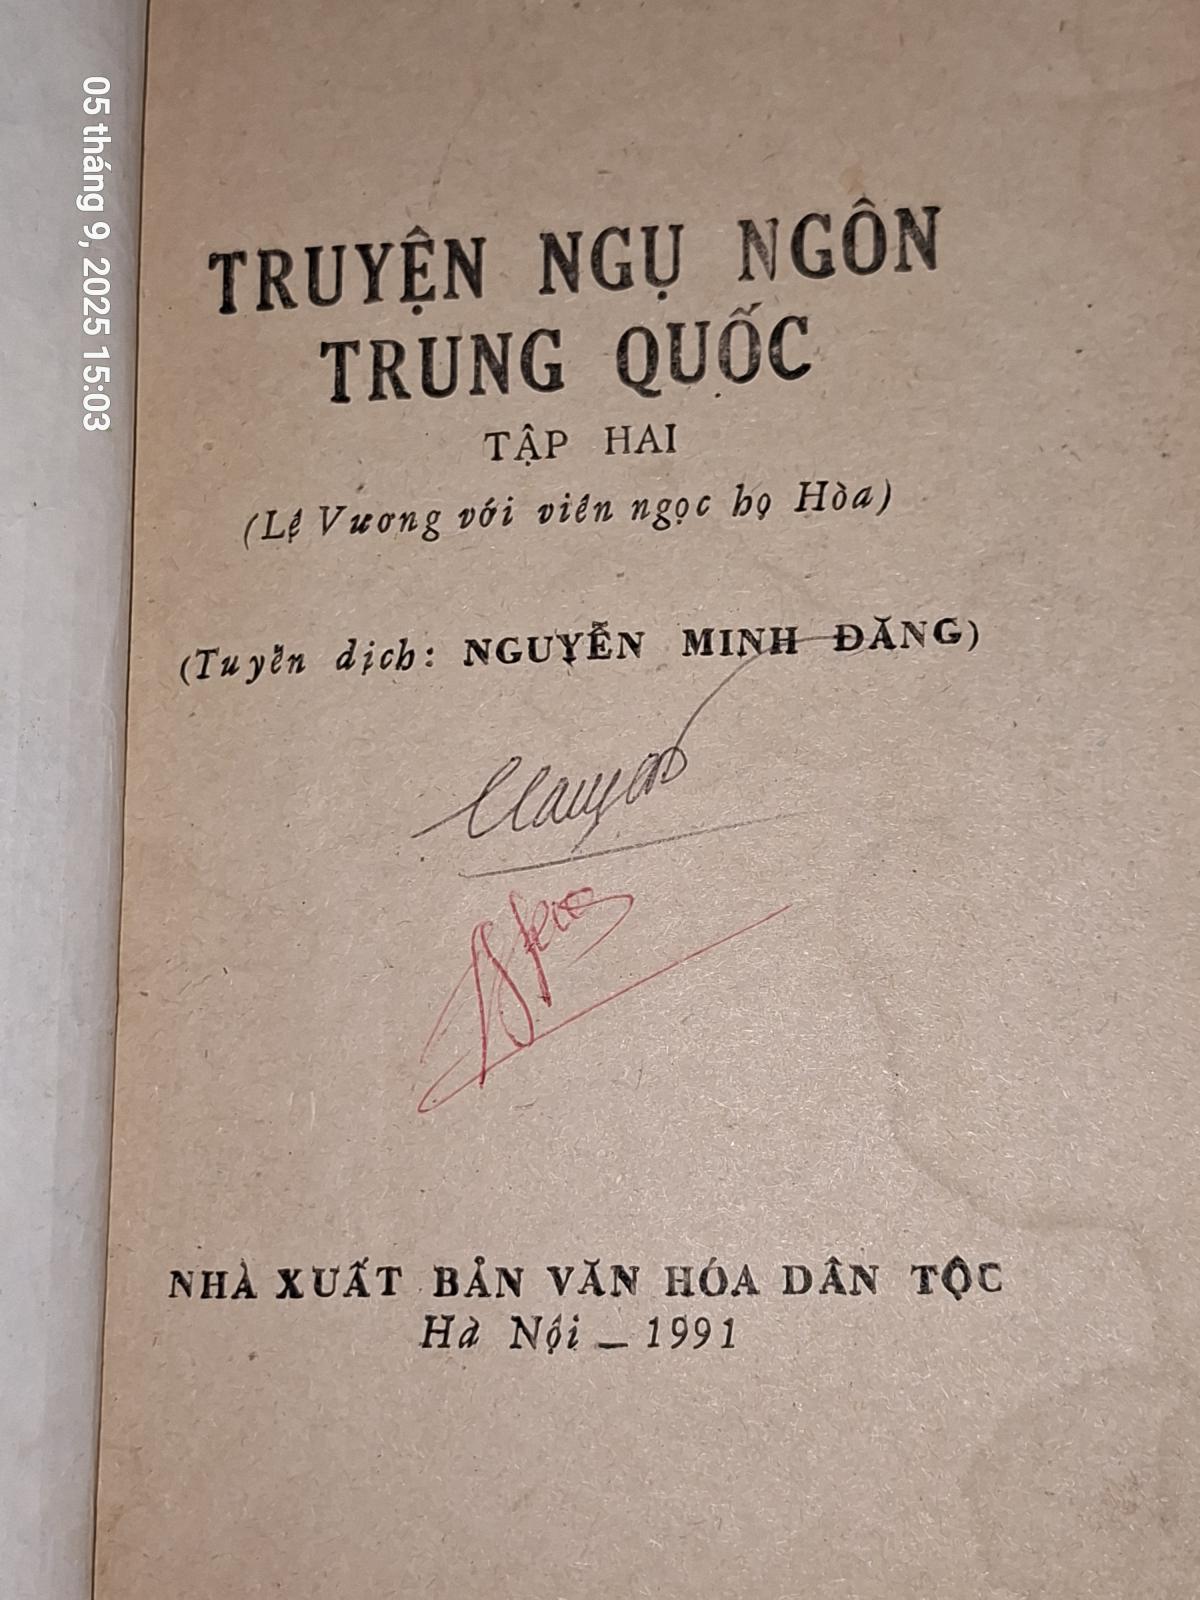 05 tháng 9, 2025 15:03
TRUYỆN NGỤ NGÔN
TRUNG QUỐC
TẬP HAI
(Lệ Vương với viên ngọc họ Hòa)
(Tuyển dịch: NGUYỄN MINH ĐĂNG)
NHÀ XUẤT BẢN VĂN HÓA DÂN TỘC
Hà Nội _ 1991